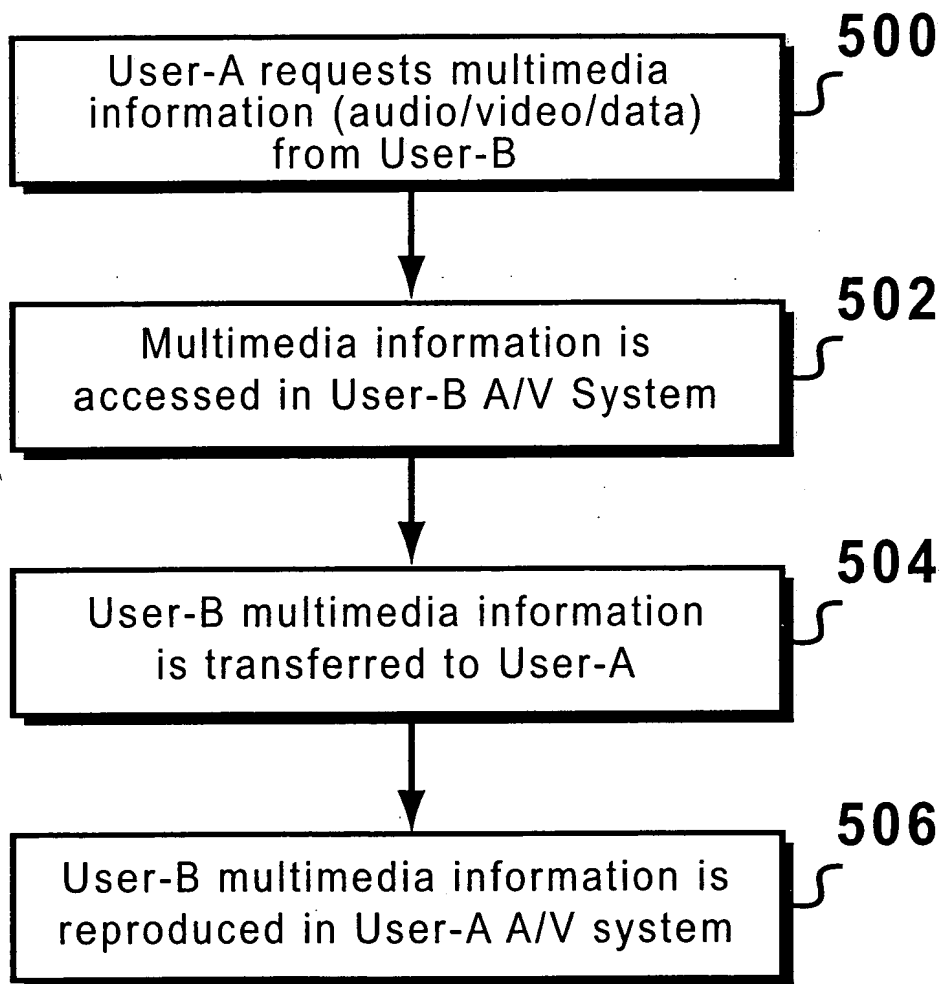 500
User-A requests multimedia
information (audio/video/data)
from User-B
502
Multimedia information is
accessed in User-B A/V System
504
User-B multimedia information
is transferred to User-A
506
User-B multimedia information is
reproduced in User-A A/V system